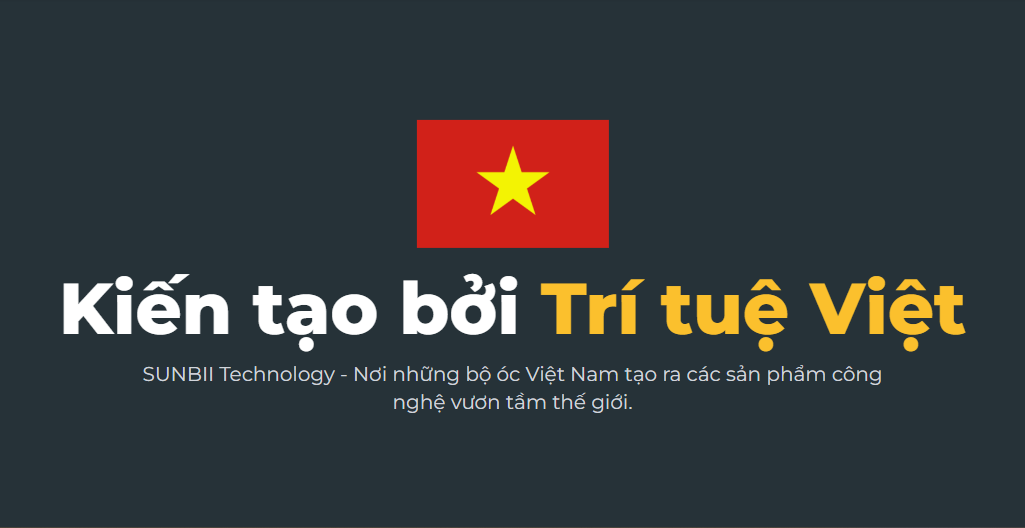 Kiến tạo bởi Trí tuệ Việt
SUNBII Technology - Nơi những bộ óc Việt Nam tạo ra các sản phẩm công
nghệ vươn tầm thế giới.